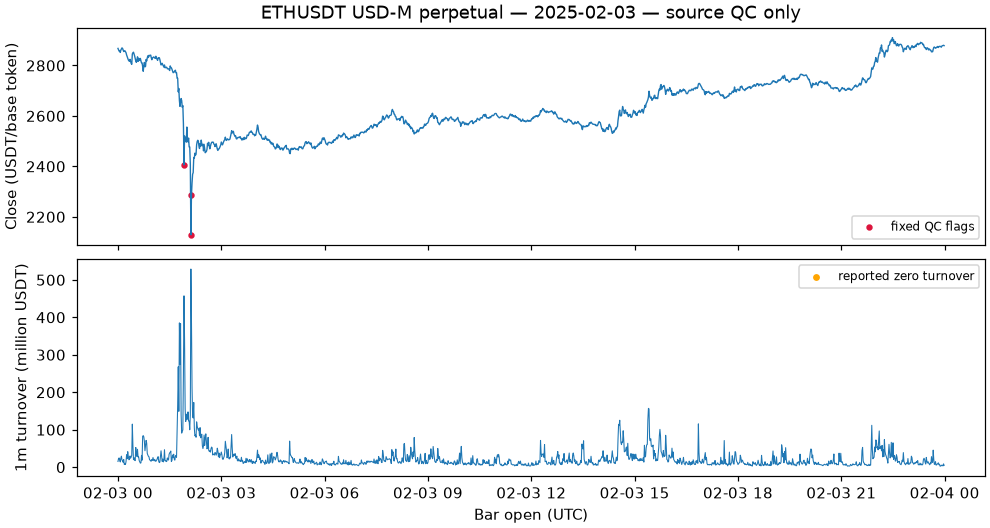 ETHUSDT USD-M perpetual — 2025-02-03 — source QC only
Close (USDT/base token)
2800
2600
2400
2200
fixed QC flags
1m turnover (million USDT)
500
400
300
200
100
0
reported zero turnover
02-03 00 02-03 03 02-03 06 02-03 09 02-03 12 02-03 15 02-03 18 02-03 21 02-04 00
Bar open (UTC)